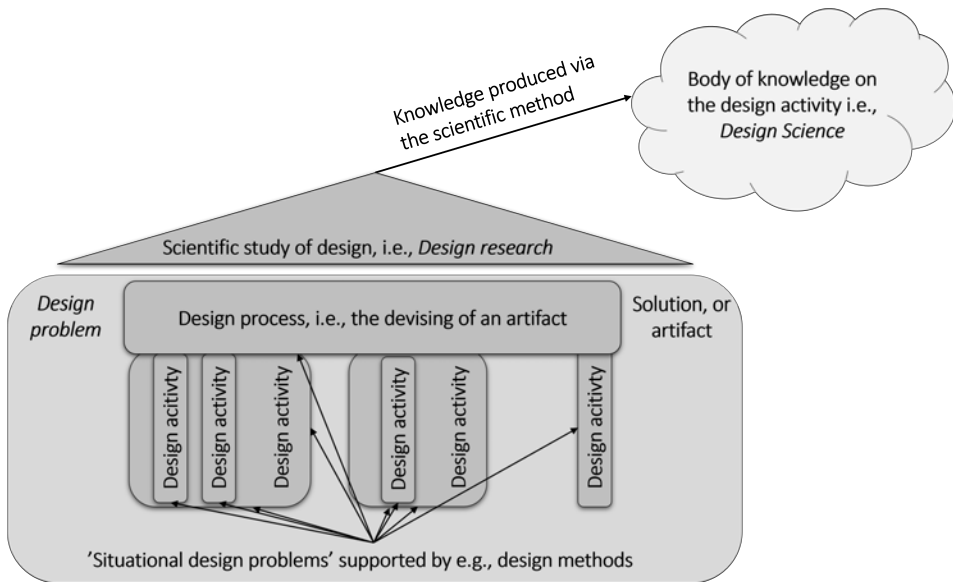 Knowledge produced via
the scientific method
Body of knowledge on
the design activity i.e.,
Design Science
Scientific study of design, i.e., Design research
Design
problem
Design process, i.e., the devising of an artifact
Solution, or
artifact
Design acitivty
Design acitivty
Design activity
Design activity
Design activity
Design activity
’Situational design problems’ supported by e.g., design methods